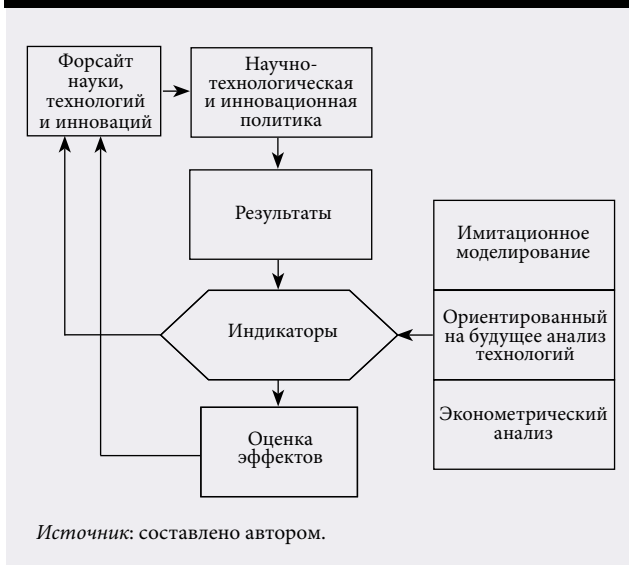 Форсайт
науки,
технологий
и инноваций
Научно-
технологическая
и инновационная
политика
Результаты
Имитационное
моделирование
Индикаторы
Ориентированный
на будущее анализ
технологий
Эконометрический
анализ
Оценка
эффектов
Источник: составлено автором.